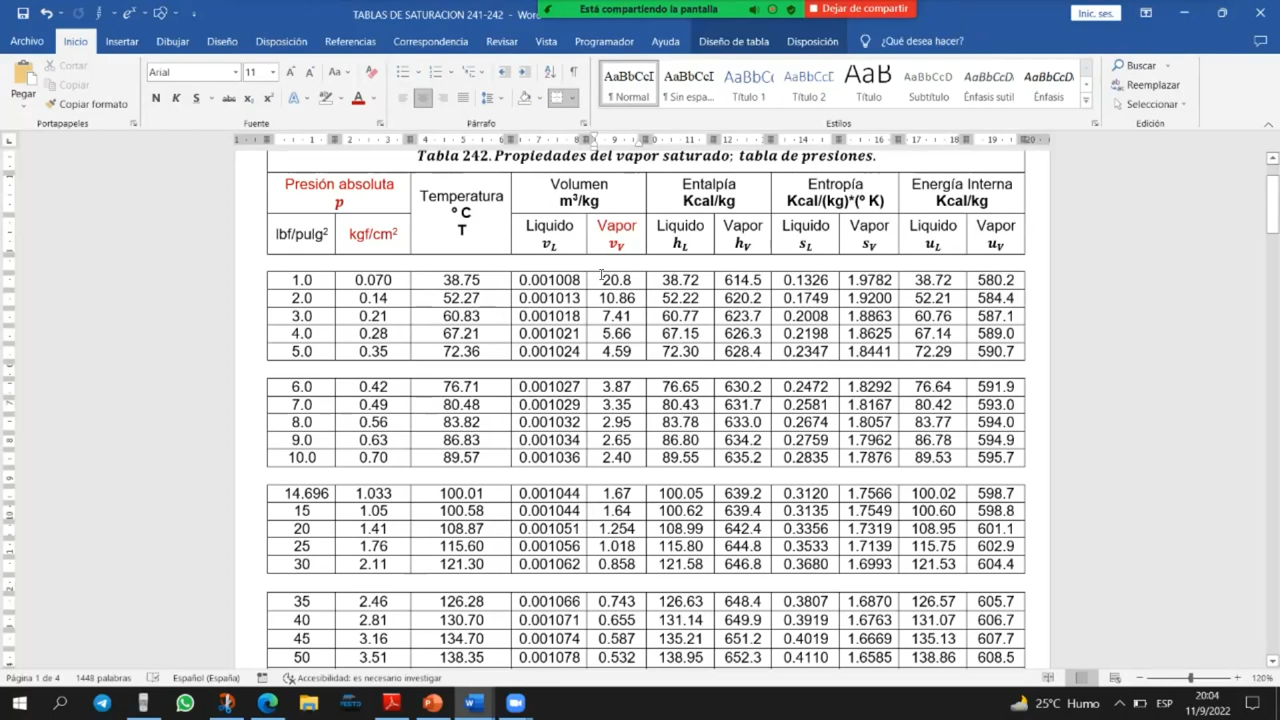 TABLAS DE SATURACION 241-242 - Word
Está compartiendo la pantalla
Dejar de compartir
Inic. ses.
Archivo Inicio Insertar Dibujar Diseño Disposición Referencias Correspondencia Revisar Vista Programador Ayuda Diseño de tabla Disposición ¿Qué desea hacer?
Pegar
Cortar
Copiar
Copiar formato
Portapapeles
Arial 11
N K S abc x₂ x²
Fuente
Párrafo
AaBbCcI AaBbCcI AaBbCc AaBbCcI AaB AaBbCcD AaBbCcDc AaBbCcDc
¶ Normal ¶ Sin espa... Título 1 Título 2 Título Subtítulo Énfasis sutil Énfasis
Estilos
Buscar
Reemplazar
Seleccionar
Edición
Tabla 242. Propiedades del vapor saturado; tabla de presiones.
Presión absoluta p Temperatura º C T Volumen m³/kg Entalpía Kcal/kg Entropía Kcal/(kg)*(º K) Energía Interna Kcal/kg
lbf/pulg² kgf/cm² Liquido vL Vapor vV Liquido hL Vapor hV Liquido sL Vapor sV Liquido uL Vapor uV
1.0 0.070 38.75 0.001008 20.8 38.72 614.5 0.1326 1.9782 38.72 580.2
2.0 0.14 52.27 0.001013 10.86 52.22 620.2 0.1749 1.9200 52.21 584.4
3.0 0.21 60.83 0.001018 7.41 60.77 623.7 0.2008 1.8863 60.76 587.1
4.0 0.28 67.21 0.001021 5.66 67.15 626.3 0.2198 1.8625 67.14 589.0
5.0 0.35 72.36 0.001024 4.59 72.30 628.4 0.2347 1.8441 72.29 590.7
6.0 0.42 76.71 0.001027 3.87 76.65 630.2 0.2472 1.8292 76.64 591.9
7.0 0.49 80.48 0.001029 3.35 80.43 631.7 0.2581 1.8167 80.42 593.0
8.0 0.56 83.82 0.001032 2.95 83.78 633.0 0.2674 1.8057 83.77 594.0
9.0 0.63 86.83 0.001034 2.65 86.80 634.2 0.2759 1.7962 86.78 594.9
10.0 0.70 89.57 0.001036 2.40 89.55 635.2 0.2835 1.7876 89.53 595.7
14.696 1.033 100.01 0.001044 1.67 100.05 639.2 0.3120 1.7566 100.02 598.7
15 1.05 100.58 0.001044 1.64 100.62 639.4 0.3135 1.7549 100.60 598.8
20 1.41 108.87 0.001051 1.254 108.99 642.4 0.3356 1.7319 108.95 601.1
25 1.76 115.60 0.001056 1.018 115.80 644.8 0.3533 1.7139 115.75 602.9
30 2.11 121.30 0.001062 0.858 121.58 646.8 0.3680 1.6993 121.53 604.4
35 2.46 126.28 0.001066 0.743 126.63 648.4 0.3807 1.6870 126.57 605.7
40 2.81 130.70 0.001071 0.655 131.14 649.9 0.3919 1.6763 131.07 606.7
45 3.16 134.70 0.001074 0.587 135.21 651.2 0.4019 1.6669 135.13 607.7
50 3.51 138.35 0.001078 0.532 138.95 652.3 0.4110 1.6585 138.86 608.5
Página 1 de 4 1448 palabras Español (España) Accesibilidad: es necesario investigar 120%
25°C Humo ESP
20:04
11/9/2022